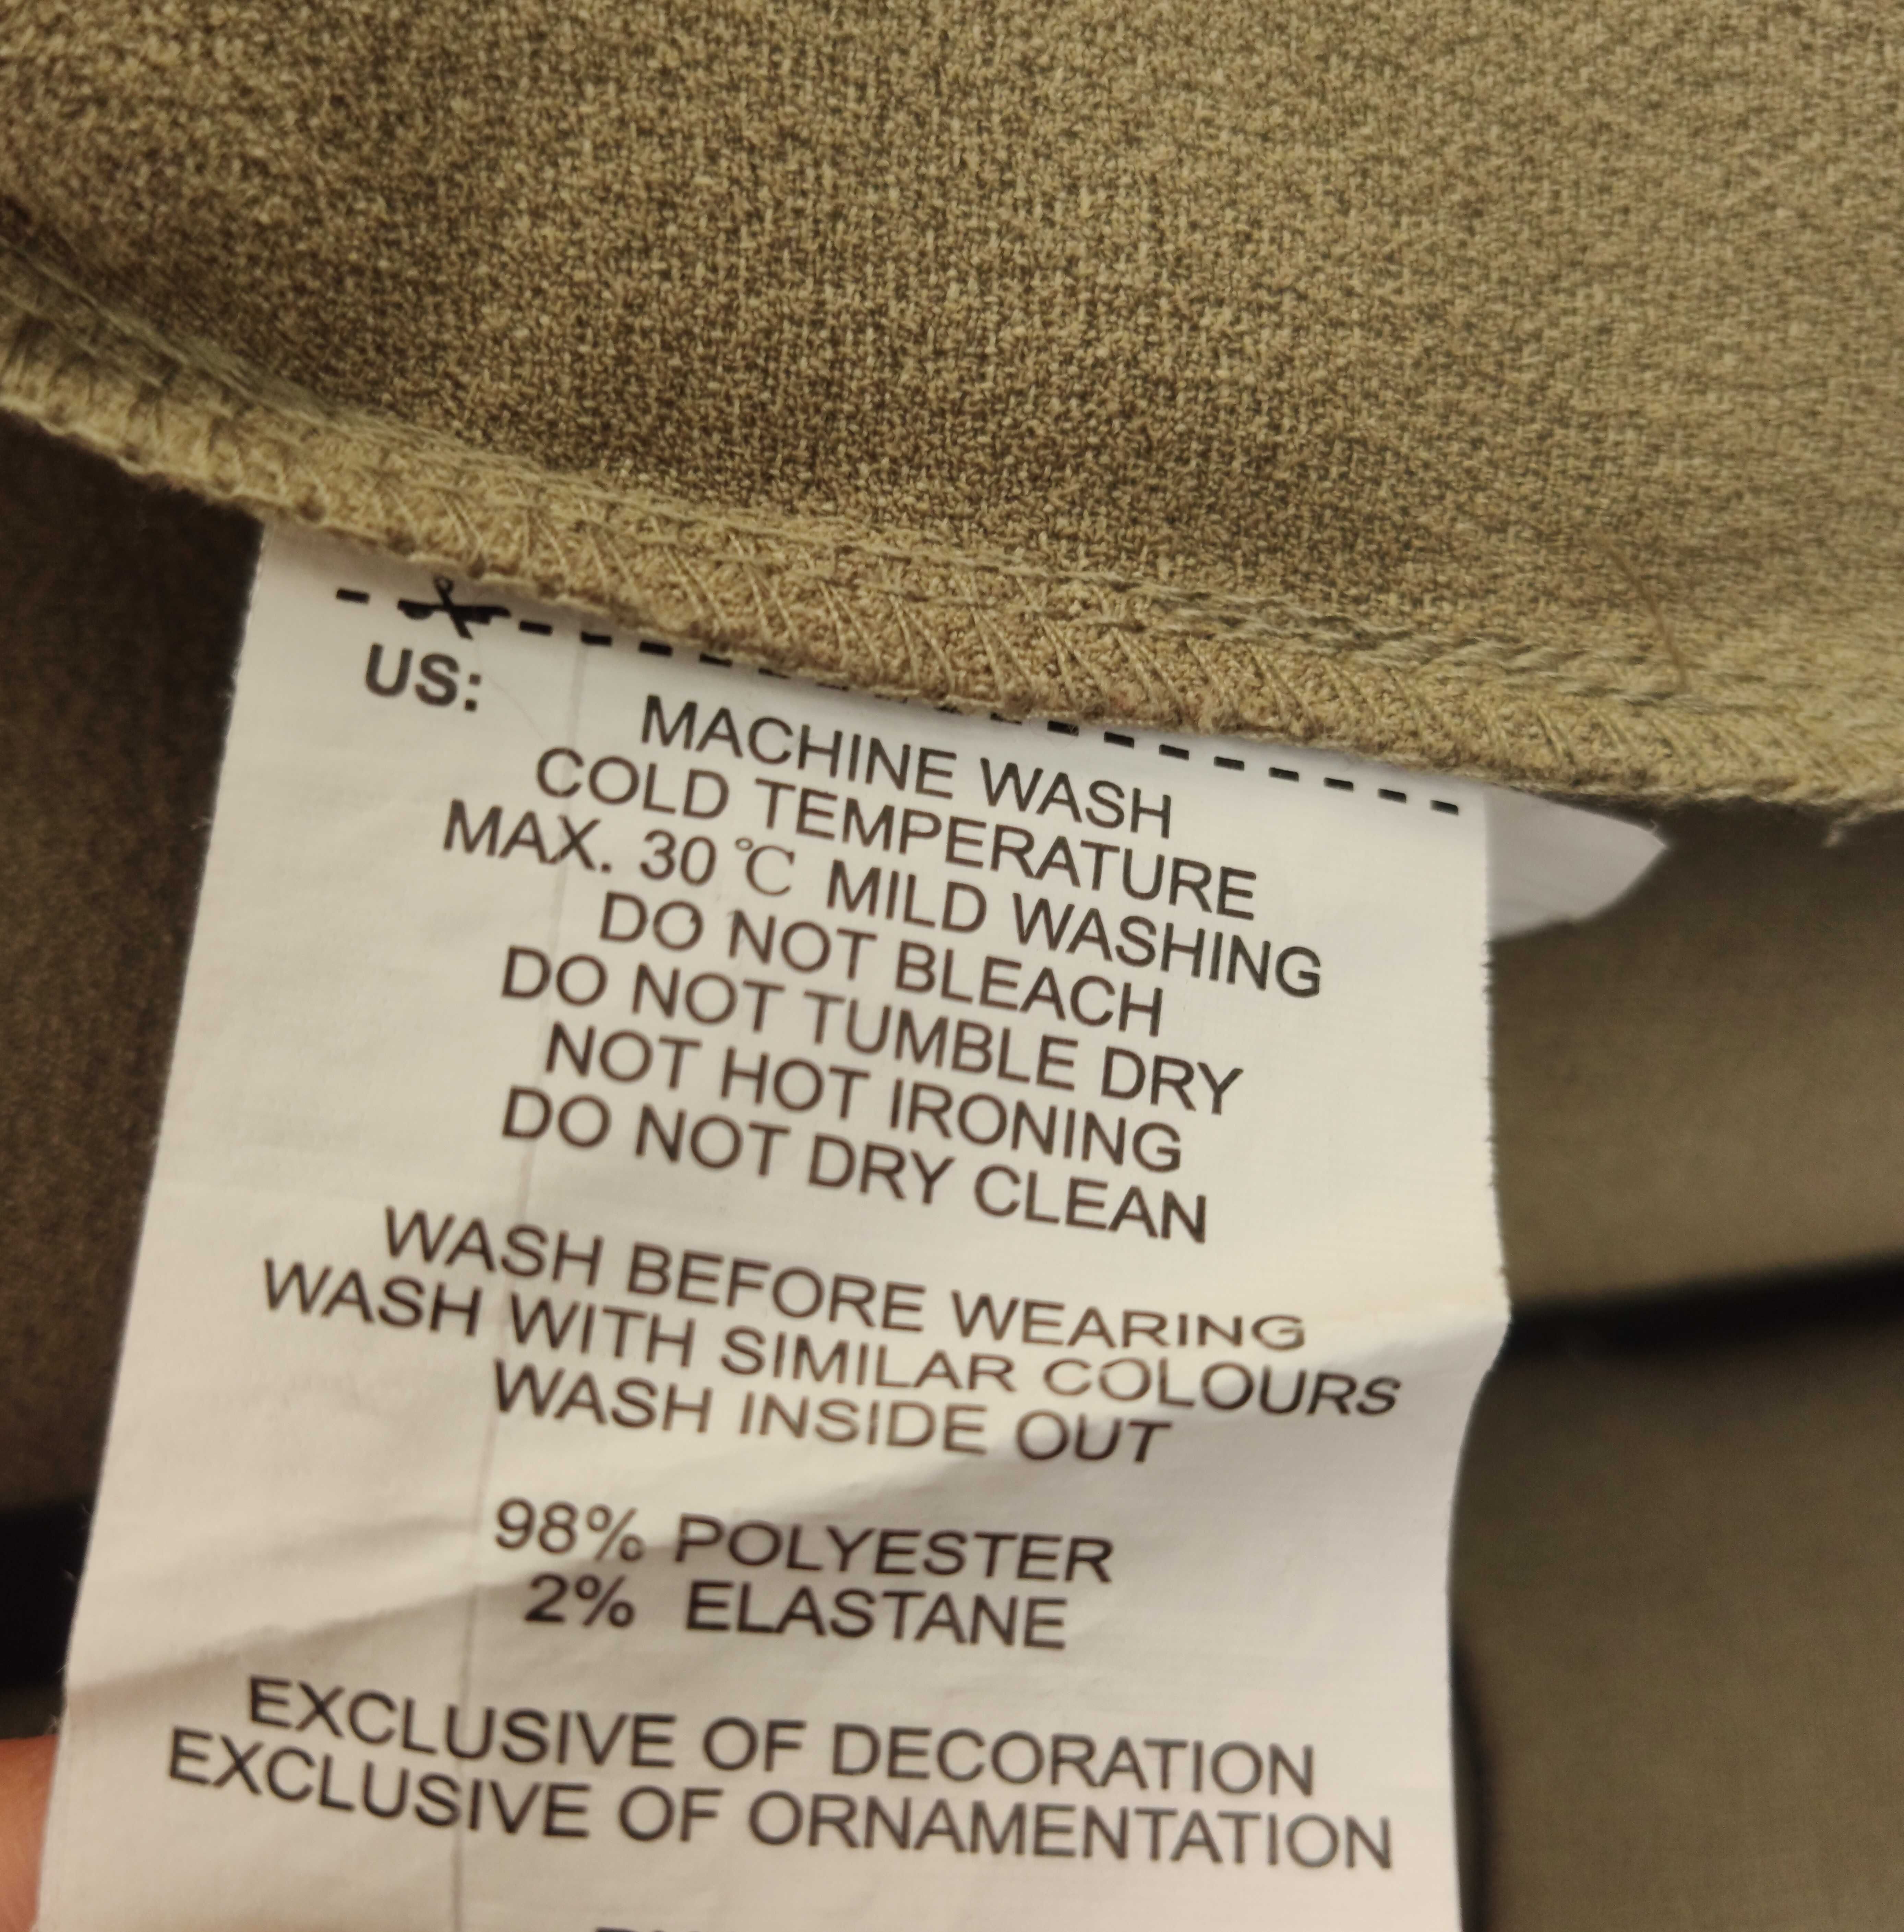 US:
MACHINE WASH
COLD TEMPERATURE
MAX. 30℃ MILD WASHING
DO NOT BLEACH
DO NOT TUMBLE DRY
NOT HOT IRONING
DO NOT DRY CLEAN
WASH BEFORE WEARING
WASH WITH SIMILAR COLOURS
WASH INSIDE OUT
98% POLYESTER
2% ELASTANE
EXCLUSIVE OF DECORATION
EXCLUSIVE OF ORNAMENTATION